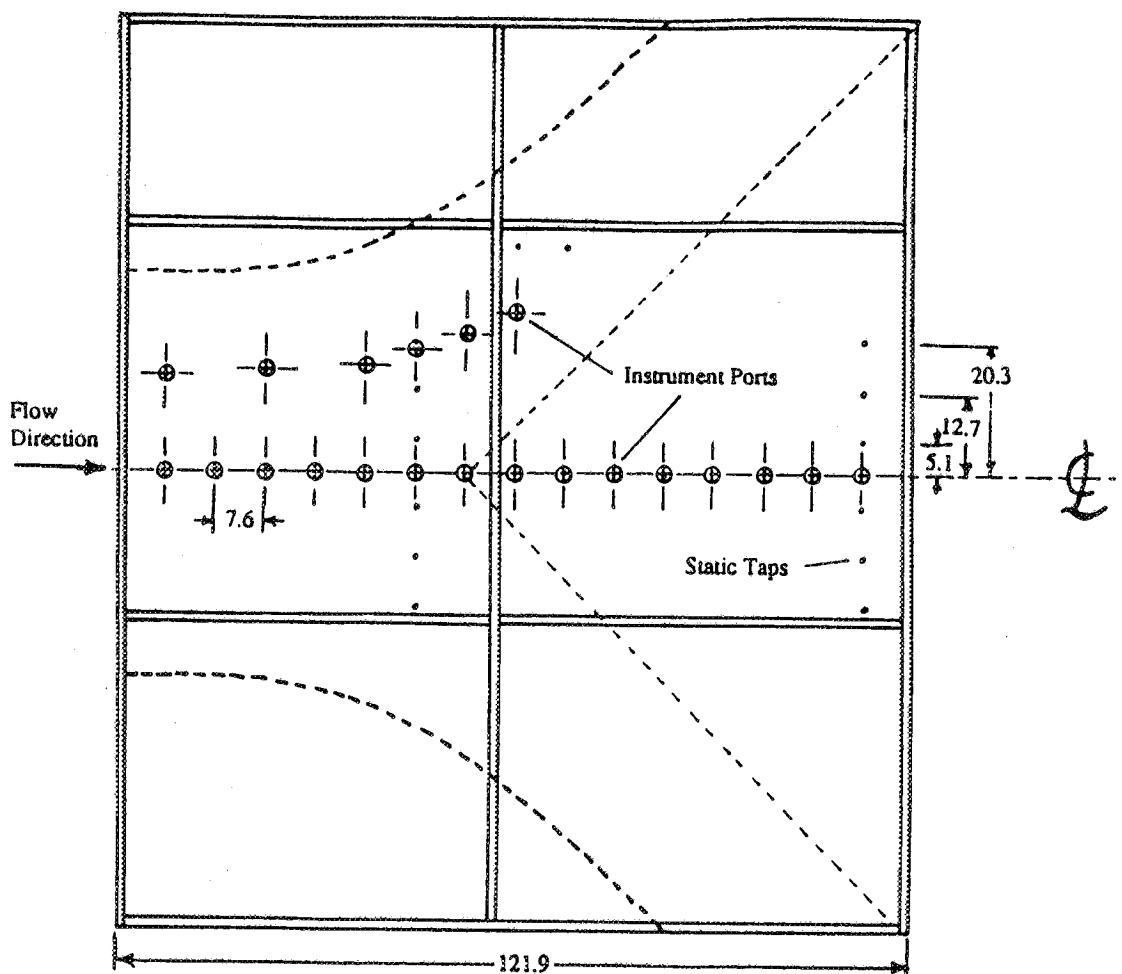 Instrument Ports
20.3
Flow
Direction
12.7
5.1
7.6
Static Taps
℄
121.9